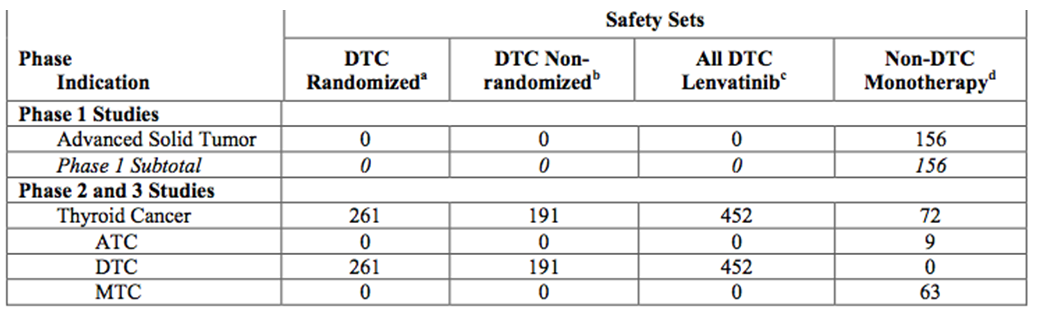 Safety Sets
Phase
Indication
DTC Randomizedᵃ
DTC Non-randomizedᵇ
All DTC Lenvatinibᶜ
Non-DTC Monotherapyᵈ
Phase 1 Studies
Advanced Solid Tumor 0 0 0 156
Phase 1 Subtotal 0 0 0 156
Phase 2 and 3 Studies
Thyroid Cancer 261 191 452 72
ATC 0 0 0 9
DTC 261 191 452 0
MTC 0 0 0 63